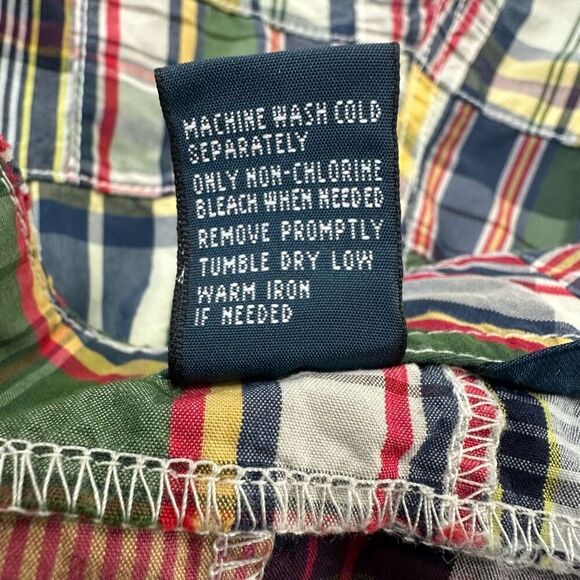 MACHINE WASH COLD
SEPARATELY
ONLY NON-CHLORINE
BLEACH WHEN NEEDED
REMOVE PROMPTLY
TUMBLE DRY LOW
WARM IRON
IF NEEDED